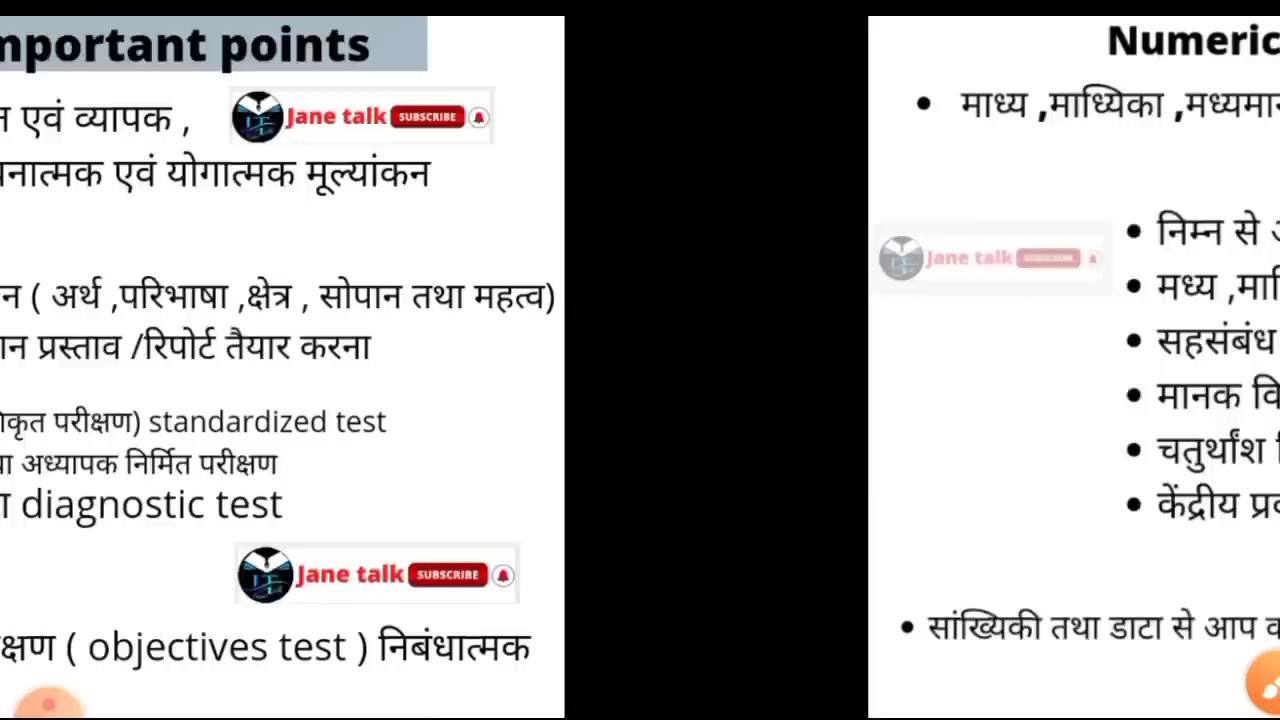 mportant points
न एवं व्यापक ,
Jane talk SUBSCRIBE
नात्मक एवं योगात्मक मूल्यांकन
न ( अर्थ ,परिभाषा ,क्षेत्र , सोपान तथा महत्व)
ान प्रस्ताव /रिपोर्ट तैयार करना
कृत परीक्षण) standardized test
ा अध्यापक निर्मित परीक्षण
diagnostic test
Jane talk SUBSCRIBE
क्षण ( objectives test ) निबंधात्मक
Numeric
• माध्य ,माध्यिका ,मध्यमान
• निम्न से
Jane talk SUBSCRIBE
• मध्य ,माि
• सहसंबंध
• मानक वि
• चतुर्थांश
• केंद्रीय प्र
• सांख्यिकी तथा डाटा से आप क